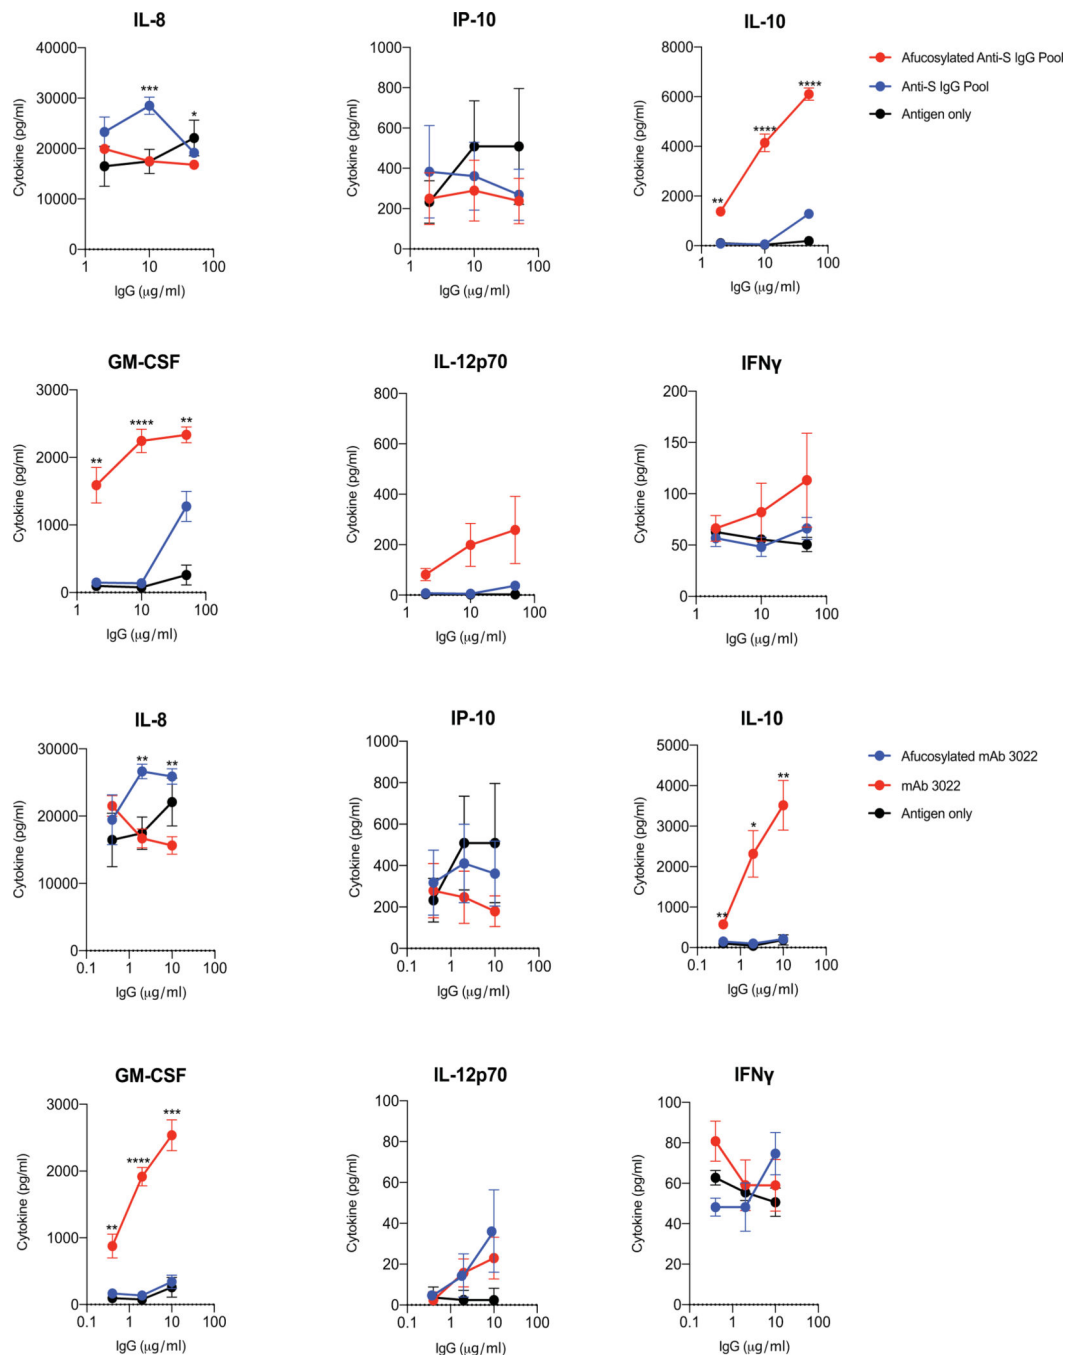 IL-8
IP-10
IL-10
40000
30000
20000
10000
0
Cytokine (pg/ml)
***
*
1
10
100
IgG (µg/ml)
1000
800
600
400
200
0
Cytokine (pg/ml)
1
10
100
IgG (µg/ml)
8000
6000
4000
2000
0
Cytokine (pg/ml)
**
****
****
1
10
100
IgG (µg/ml)
Afucosylated Anti-S IgG Pool
Anti-S IgG Pool
Antigen only
GM-CSF
IL-12p70
IFNγ
3000
2000
1000
0
Cytokine (pg/ml)
**
****
**
1
10
100
IgG (µg/ml)
800
600
400
200
0
Cytokine (pg/ml)
1
10
100
IgG (µg/ml)
200
150
100
50
0
Cytokine (pg/ml)
1
10
100
IgG (µg/ml)
IL-8
IP-10
IL-10
30000
20000
10000
0
Cytokine (pg/ml)
**
**
0.1
1
10
100
IgG (µg/ml)
1000
800
600
400
200
0
Cytokine (pg/ml)
0.1
1
10
100
IgG (µg/ml)
5000
4000
3000
2000
1000
0
Cytokine (pg/ml)
**
*
**
0.1
1
10
100
IgG (µg/ml)
Afucosylated mAb 3022
mAb 3022
Antigen only
GM-CSF
IL-12p70
IFNγ
3000
2000
1000
0
Cytokine (pg/ml)
**
****
***
0.1
1
10
100
IgG (µg/ml)
100
80
60
40
20
0
Cytokine (pg/ml)
0.1
1
10
100
IgG (µg/ml)
100
80
60
40
20
0
Cytokine (pg/ml)
0.1
1
10
100
IgG (µg/ml)